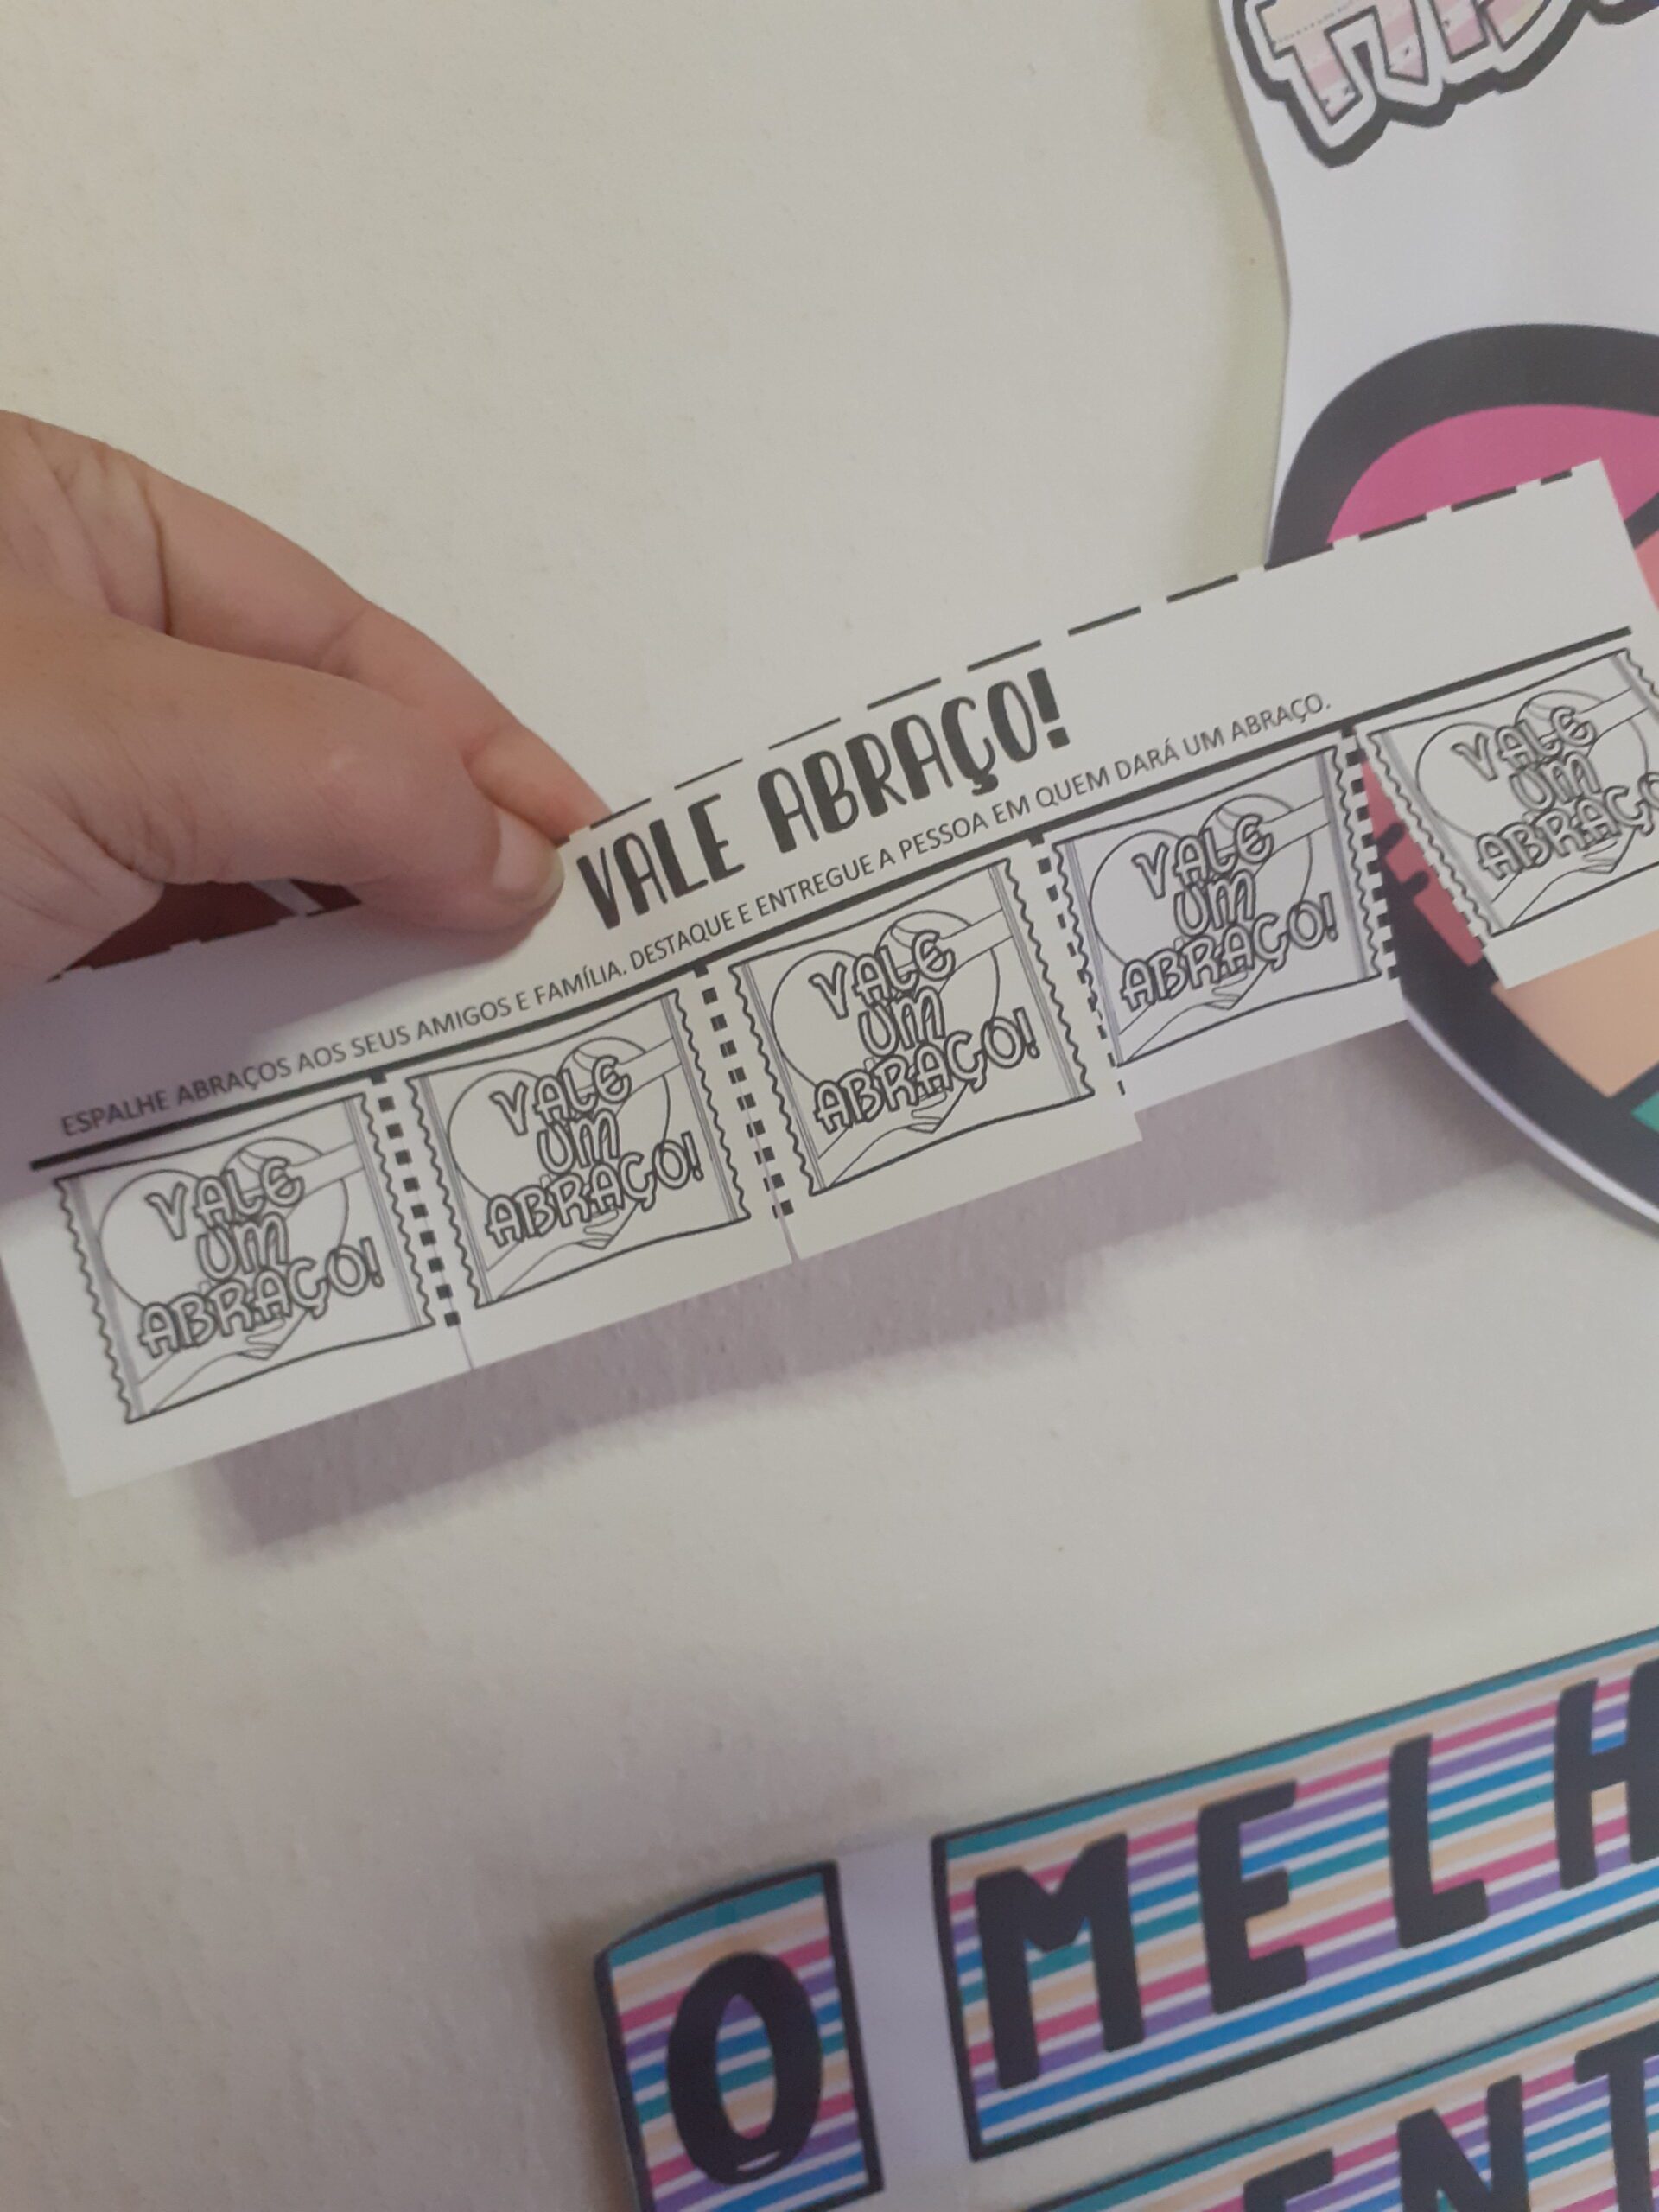 VALE ABRAÇO!
ESPALHE ABRAÇOS AOS SEUS AMIGOS E FAMÍLIA. DESTAQUE E ENTREGUE A PESSOA EM QUEM DARÁ UM ABRAÇO.
VALE
UM
ABRAÇO!
VALE
UM
ABRAÇO!
VALE
UM
ABRAÇO!
VALE
UM
ABRAÇO!
VALE
UM
ABRAÇO
O MELH
ENT